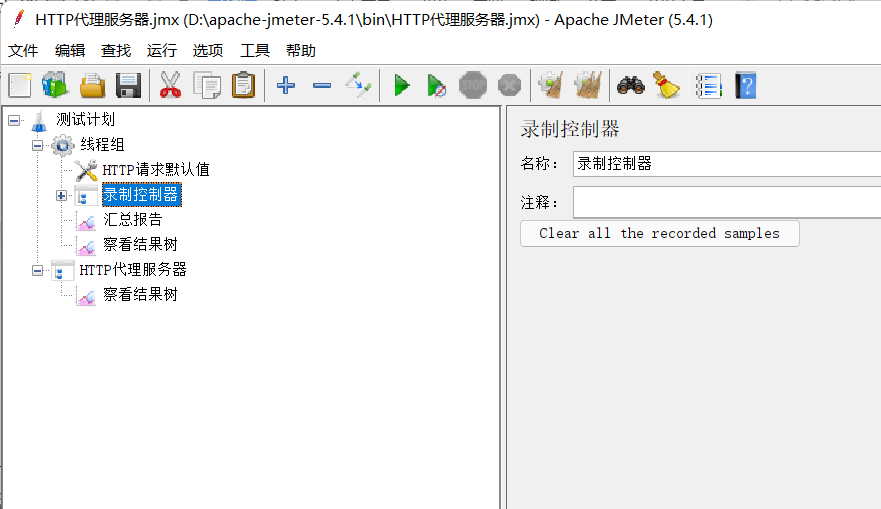 HTTP代理服务器.jmx (D:\apache-jmeter-5.4.1\bin\HTTP代理服务器.jmx) - Apache JMeter (5.4.1)
文件 编辑 查找 运行 选项 工具 帮助
STOP
测试计划
线程组
HTTP请求默认值
录制控制器
汇总报告
察看结果树
HTTP代理服务器
察看结果树
录制控制器
名称： 录制控制器
注释：
Clear all the recorded samples